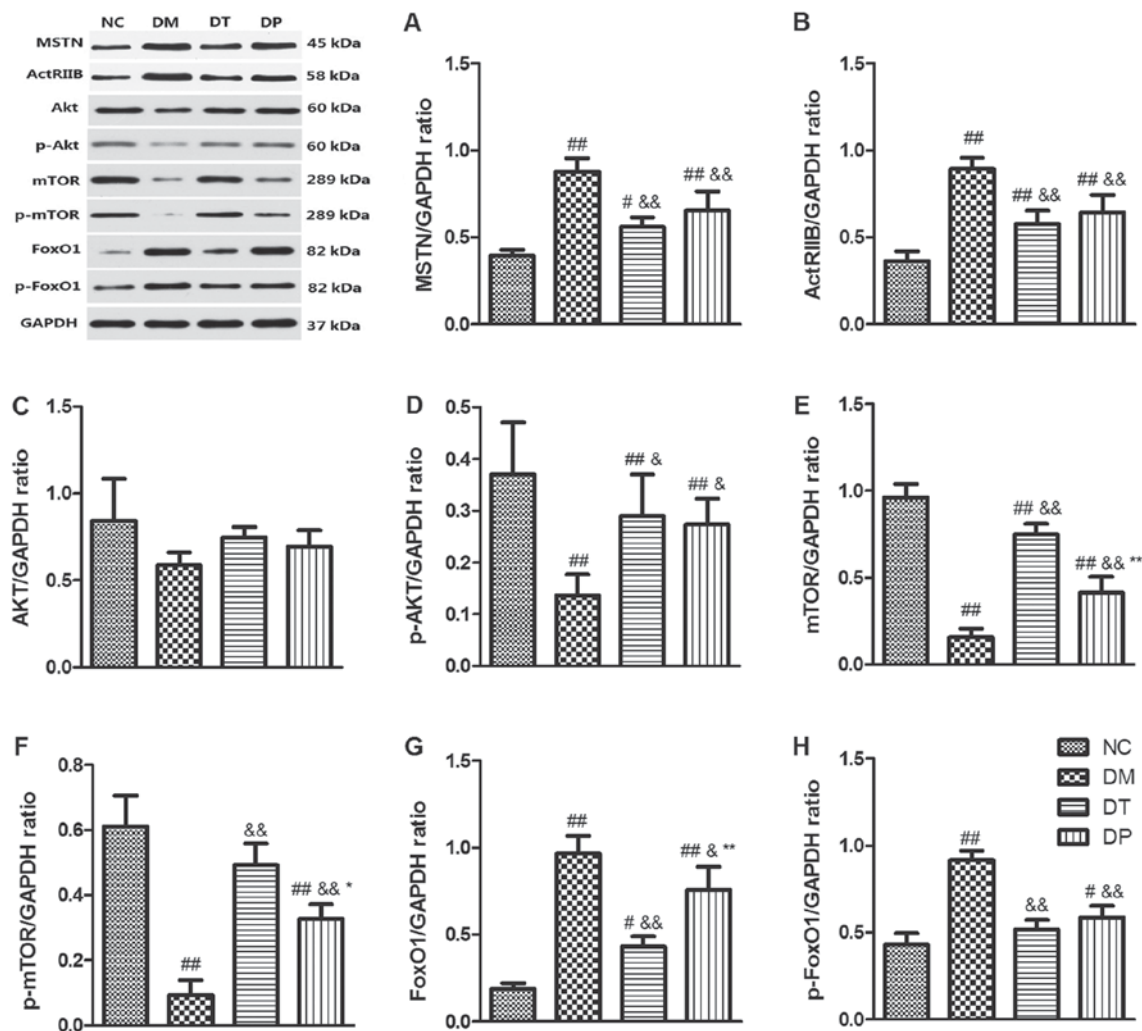 NC DM DT DP
MSTN 45 kDa
ActRIIB 58 kDa
Akt 60 kDa
p-Akt 60 kDa
mTOR 289 kDa
p-mTOR 289 kDa
FoxO1 82 kDa
p-FoxO1 82 kDa
GAPDH 37 kDa
A
MSTN/GAPDH ratio
1.5
1.0
0.5
0.0
##
# &&
## &&
B
ActRIIB/GAPDH ratio
1.5
1.0
0.5
0.0
##
## &&
## &&
C
AKT/GAPDH ratio
1.5
1.0
0.5
0.0
D
p-AKT/GAPDH ratio
0.5
0.4
0.3
0.2
0.1
0.0
##
## &
## &
E
mTOR/GAPDH ratio
1.5
1.0
0.5
0.0
##
## &&
## && **
F
p-mTOR/GAPDH ratio
0.8
0.6
0.4
0.2
0.0
##
&&
## && *
G
FoxO1/GAPDH ratio
1.5
1.0
0.5
0.0
##
# &&
## & **
H
p-FoxO1/GAPDH ratio
1.5
1.0
0.5
0.0
##
&&
# &&
NC
DM
DT
DP